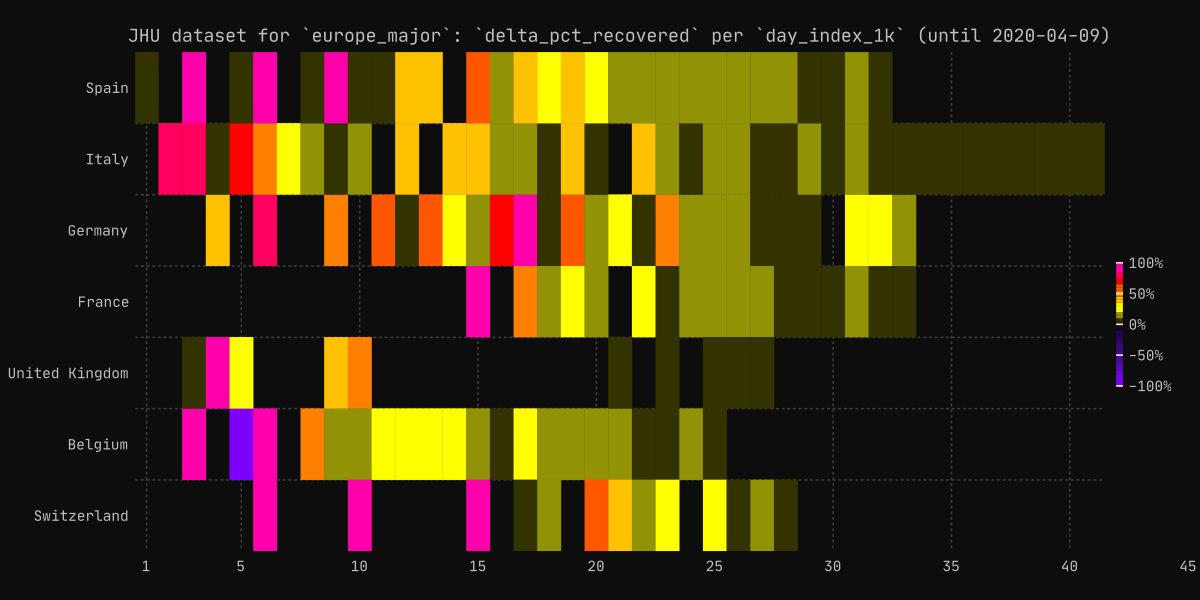 JHU dataset for `europe_major`: `delta_pct_recovered` per `day_index_1k` (until 2020-04-09)
Spain
Italy
Germany
France
United Kingdom
Belgium
Switzerland
100%
50%
0%
-50%
-100%
1 5 10 15 20 25 30 35 40 45